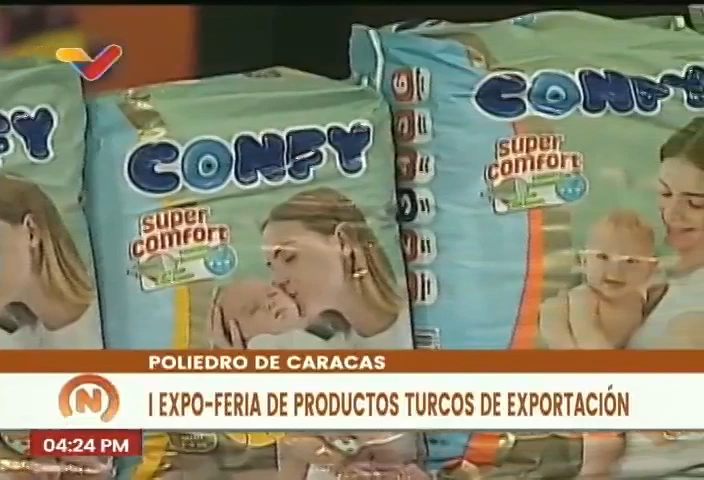 CONFY
CONFY
super
comfort
super
comfort
POLIEDRO DE CARACAS
N
I EXPO-FERIA DE PRODUCTOS TURCOS DE EXPORTACIÓN
04:24 PM